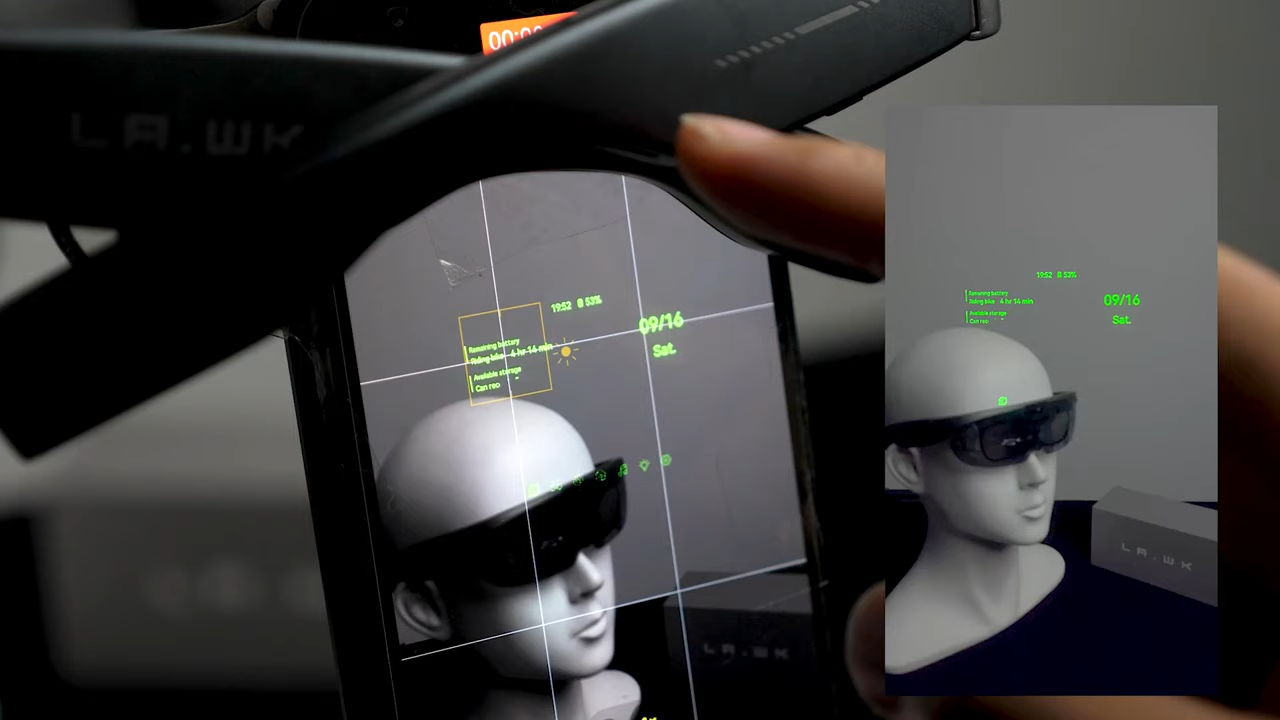 LA.WK
19:52 53%
09/16
Sat.
Remaining battery
Riding bike 4 hr 14 min
Available storage
Can rec
LA.WK
19:52 53%
09/16
Sat.
Remaining battery
Riding bike 4 hr 14 min
Available storage
Can rec
LA.WK